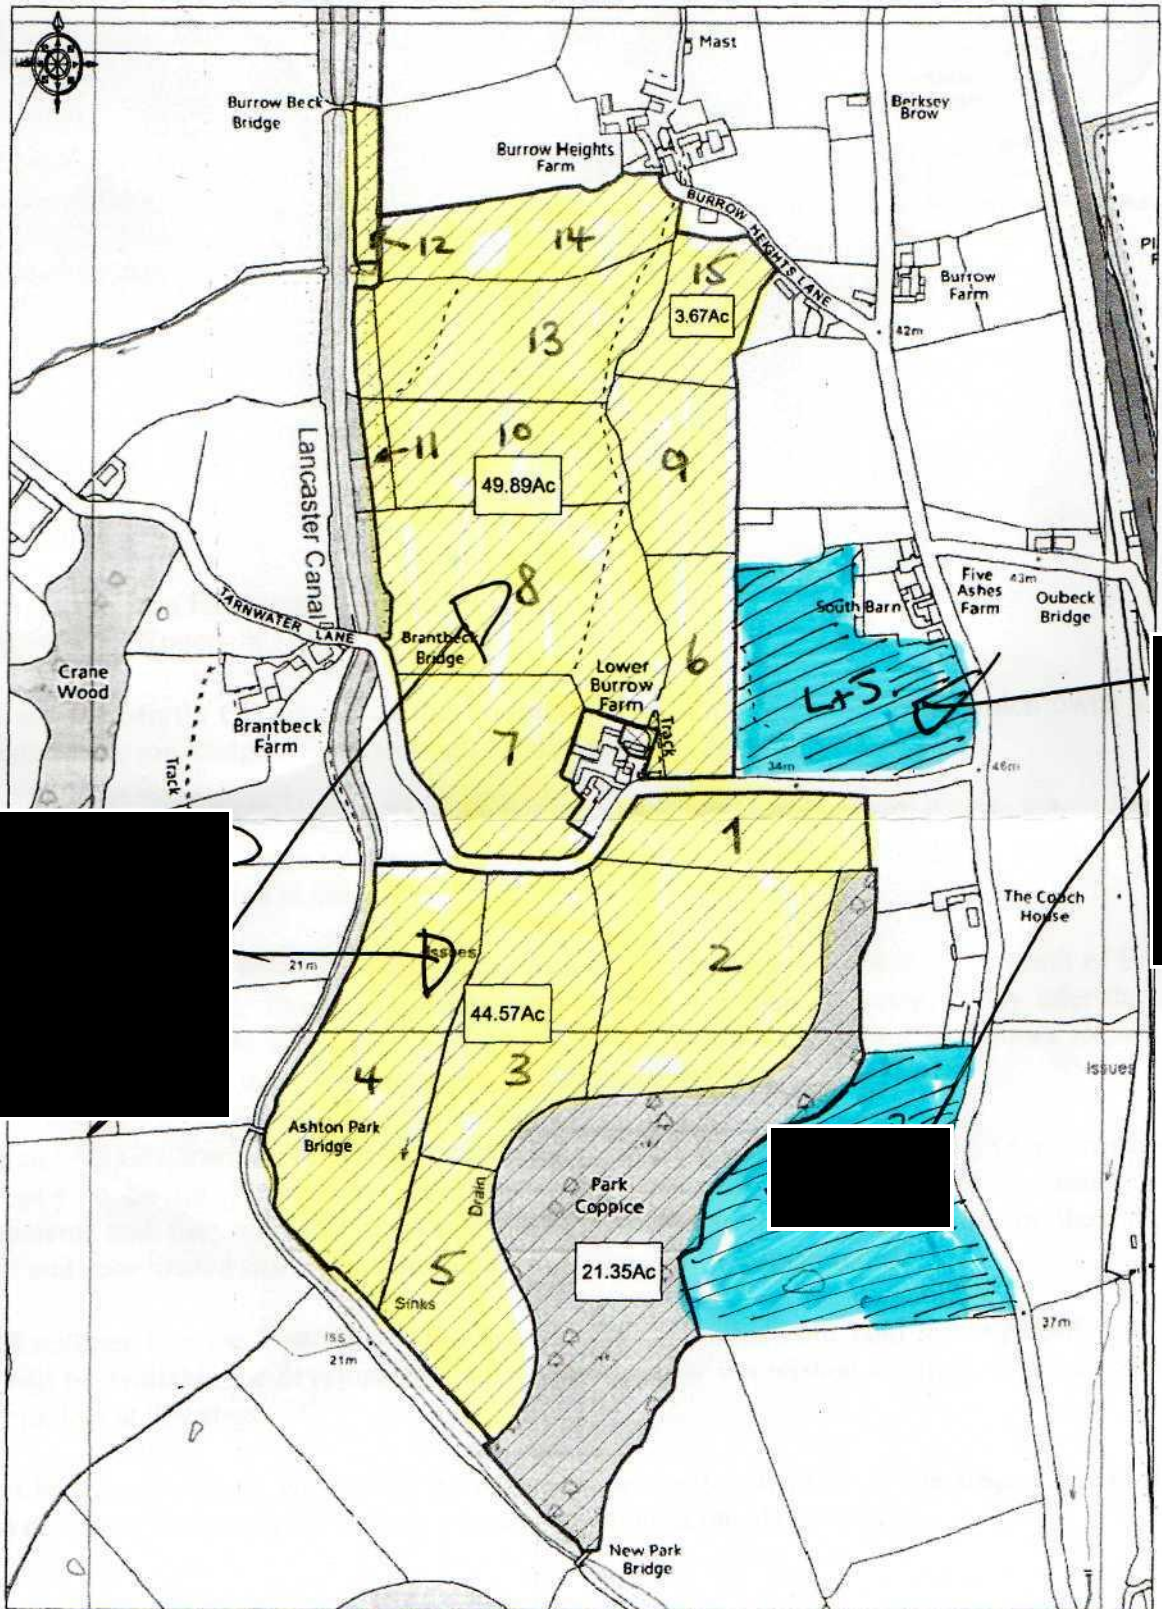 Mast
Burrow Beck
Bridge
Berksey
Brow
Burrow Heights
Farm
BURROW HEIGHTS LANE
12
14
15
Burrow
Farm
3.67Ac
13
42m
11
10
9
49.89Ac
Lancaster Canal
8
Five
Ashes
Farm
43m
Oubeck
Bridge
South Barn
TARNWATER LANE
Brantbeck
Bridge
6
Crane
Wood
Lower
Burrow
Farm
L+S
Brantbeck
Farm
7
Track
Track
34m
46m
1
The Coach
House
2
Issues
21m
44.57Ac
4
3
Issues
Ashton Park
Bridge
Drain
Park
Coppice
5
21.35Ac
Sinks
Iss
21m
37m
New Park
Bridge